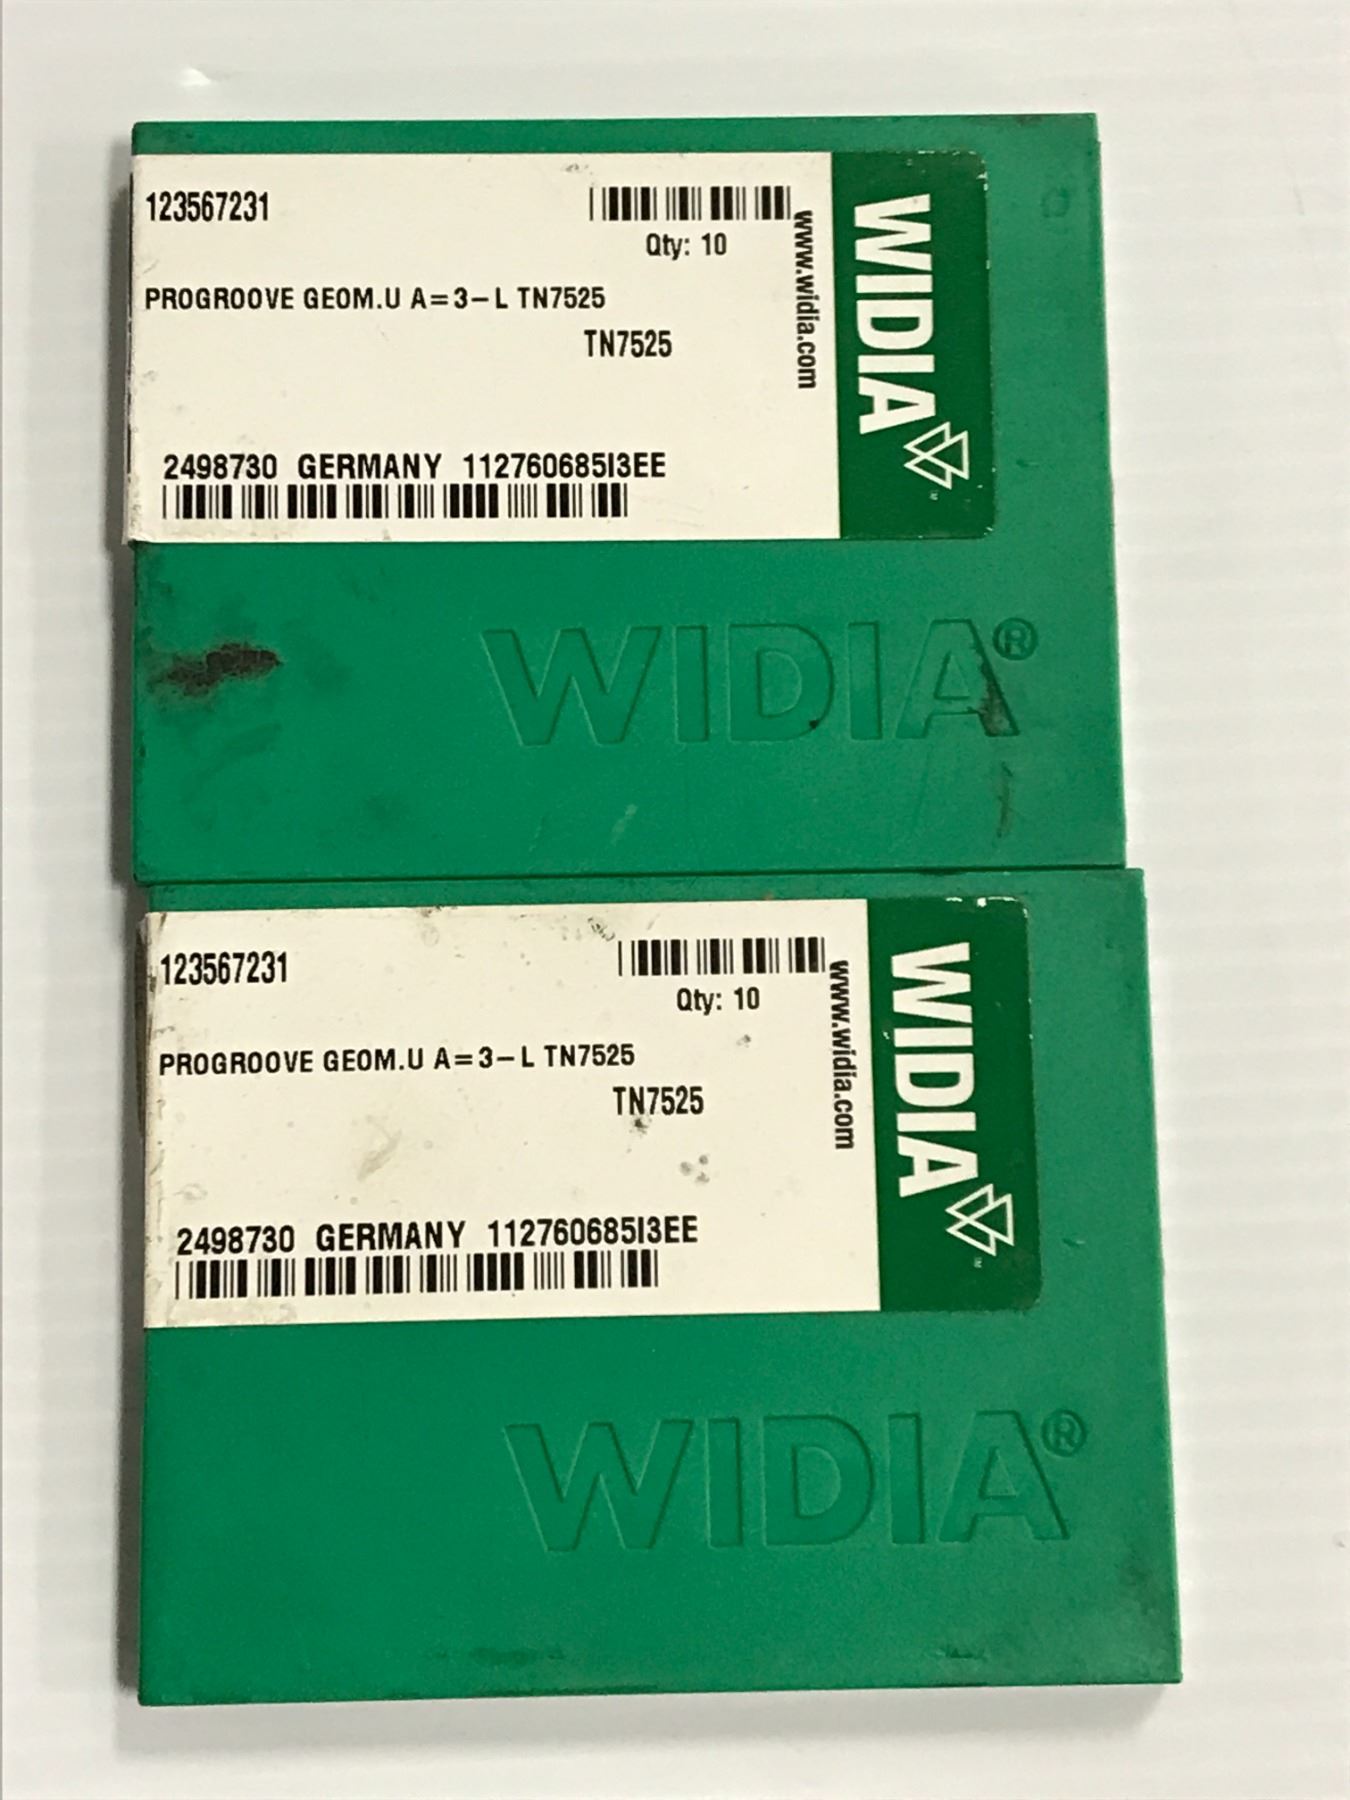 123567231
Qty: 10
PROGROOVE GEOM.U A=3-L TN7525
TN7525
2498730 GERMANY 112760685I3EE
www.widia.com
WIDIA
WIDIA®
123567231
Qty: 10
PROGROOVE GEOM.U A=3-L TN7525
TN7525
2498730 GERMANY 112760685I3EE
www.widia.com
WIDIA
WIDIA®